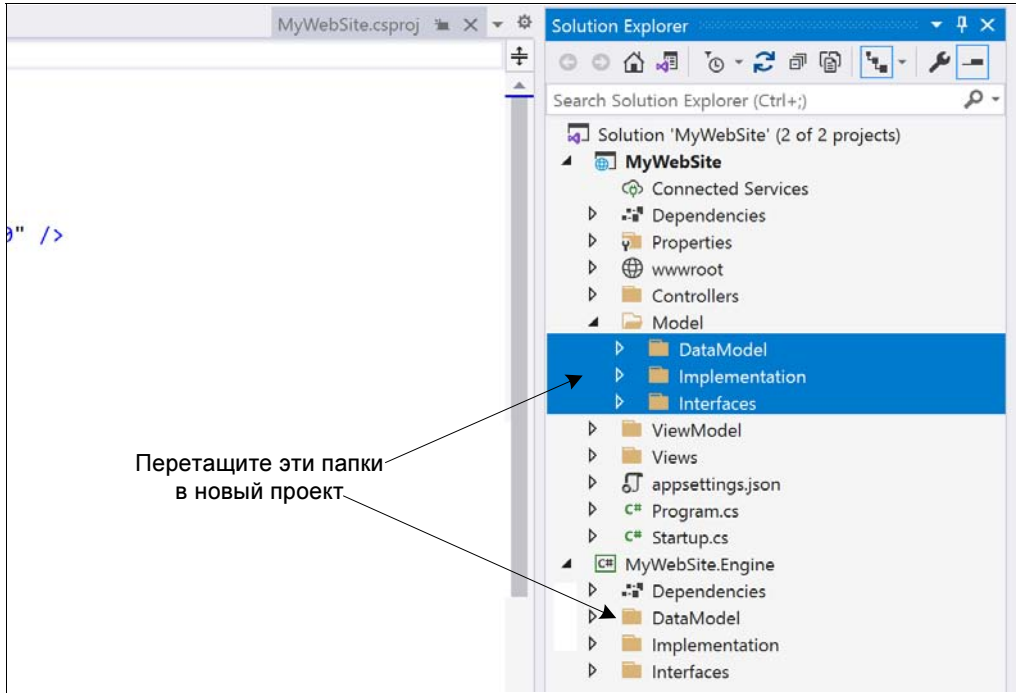 MyWebSite.csproj
" />
Solution Explorer
Search Solution Explorer (Ctrl+;)
Solution 'MyWebSite' (2 of 2 projects)
MyWebSite
Connected Services
Dependencies
Properties
wwwroot
Controllers
Model
DataModel
Implementation
Interfaces
ViewModel
Views
appsettings.json
C# Program.cs
C# Startup.cs
C# MyWebSite.Engine
Dependencies
DataModel
Implementation
Interfaces
Перетащите эти папки
в новый проект